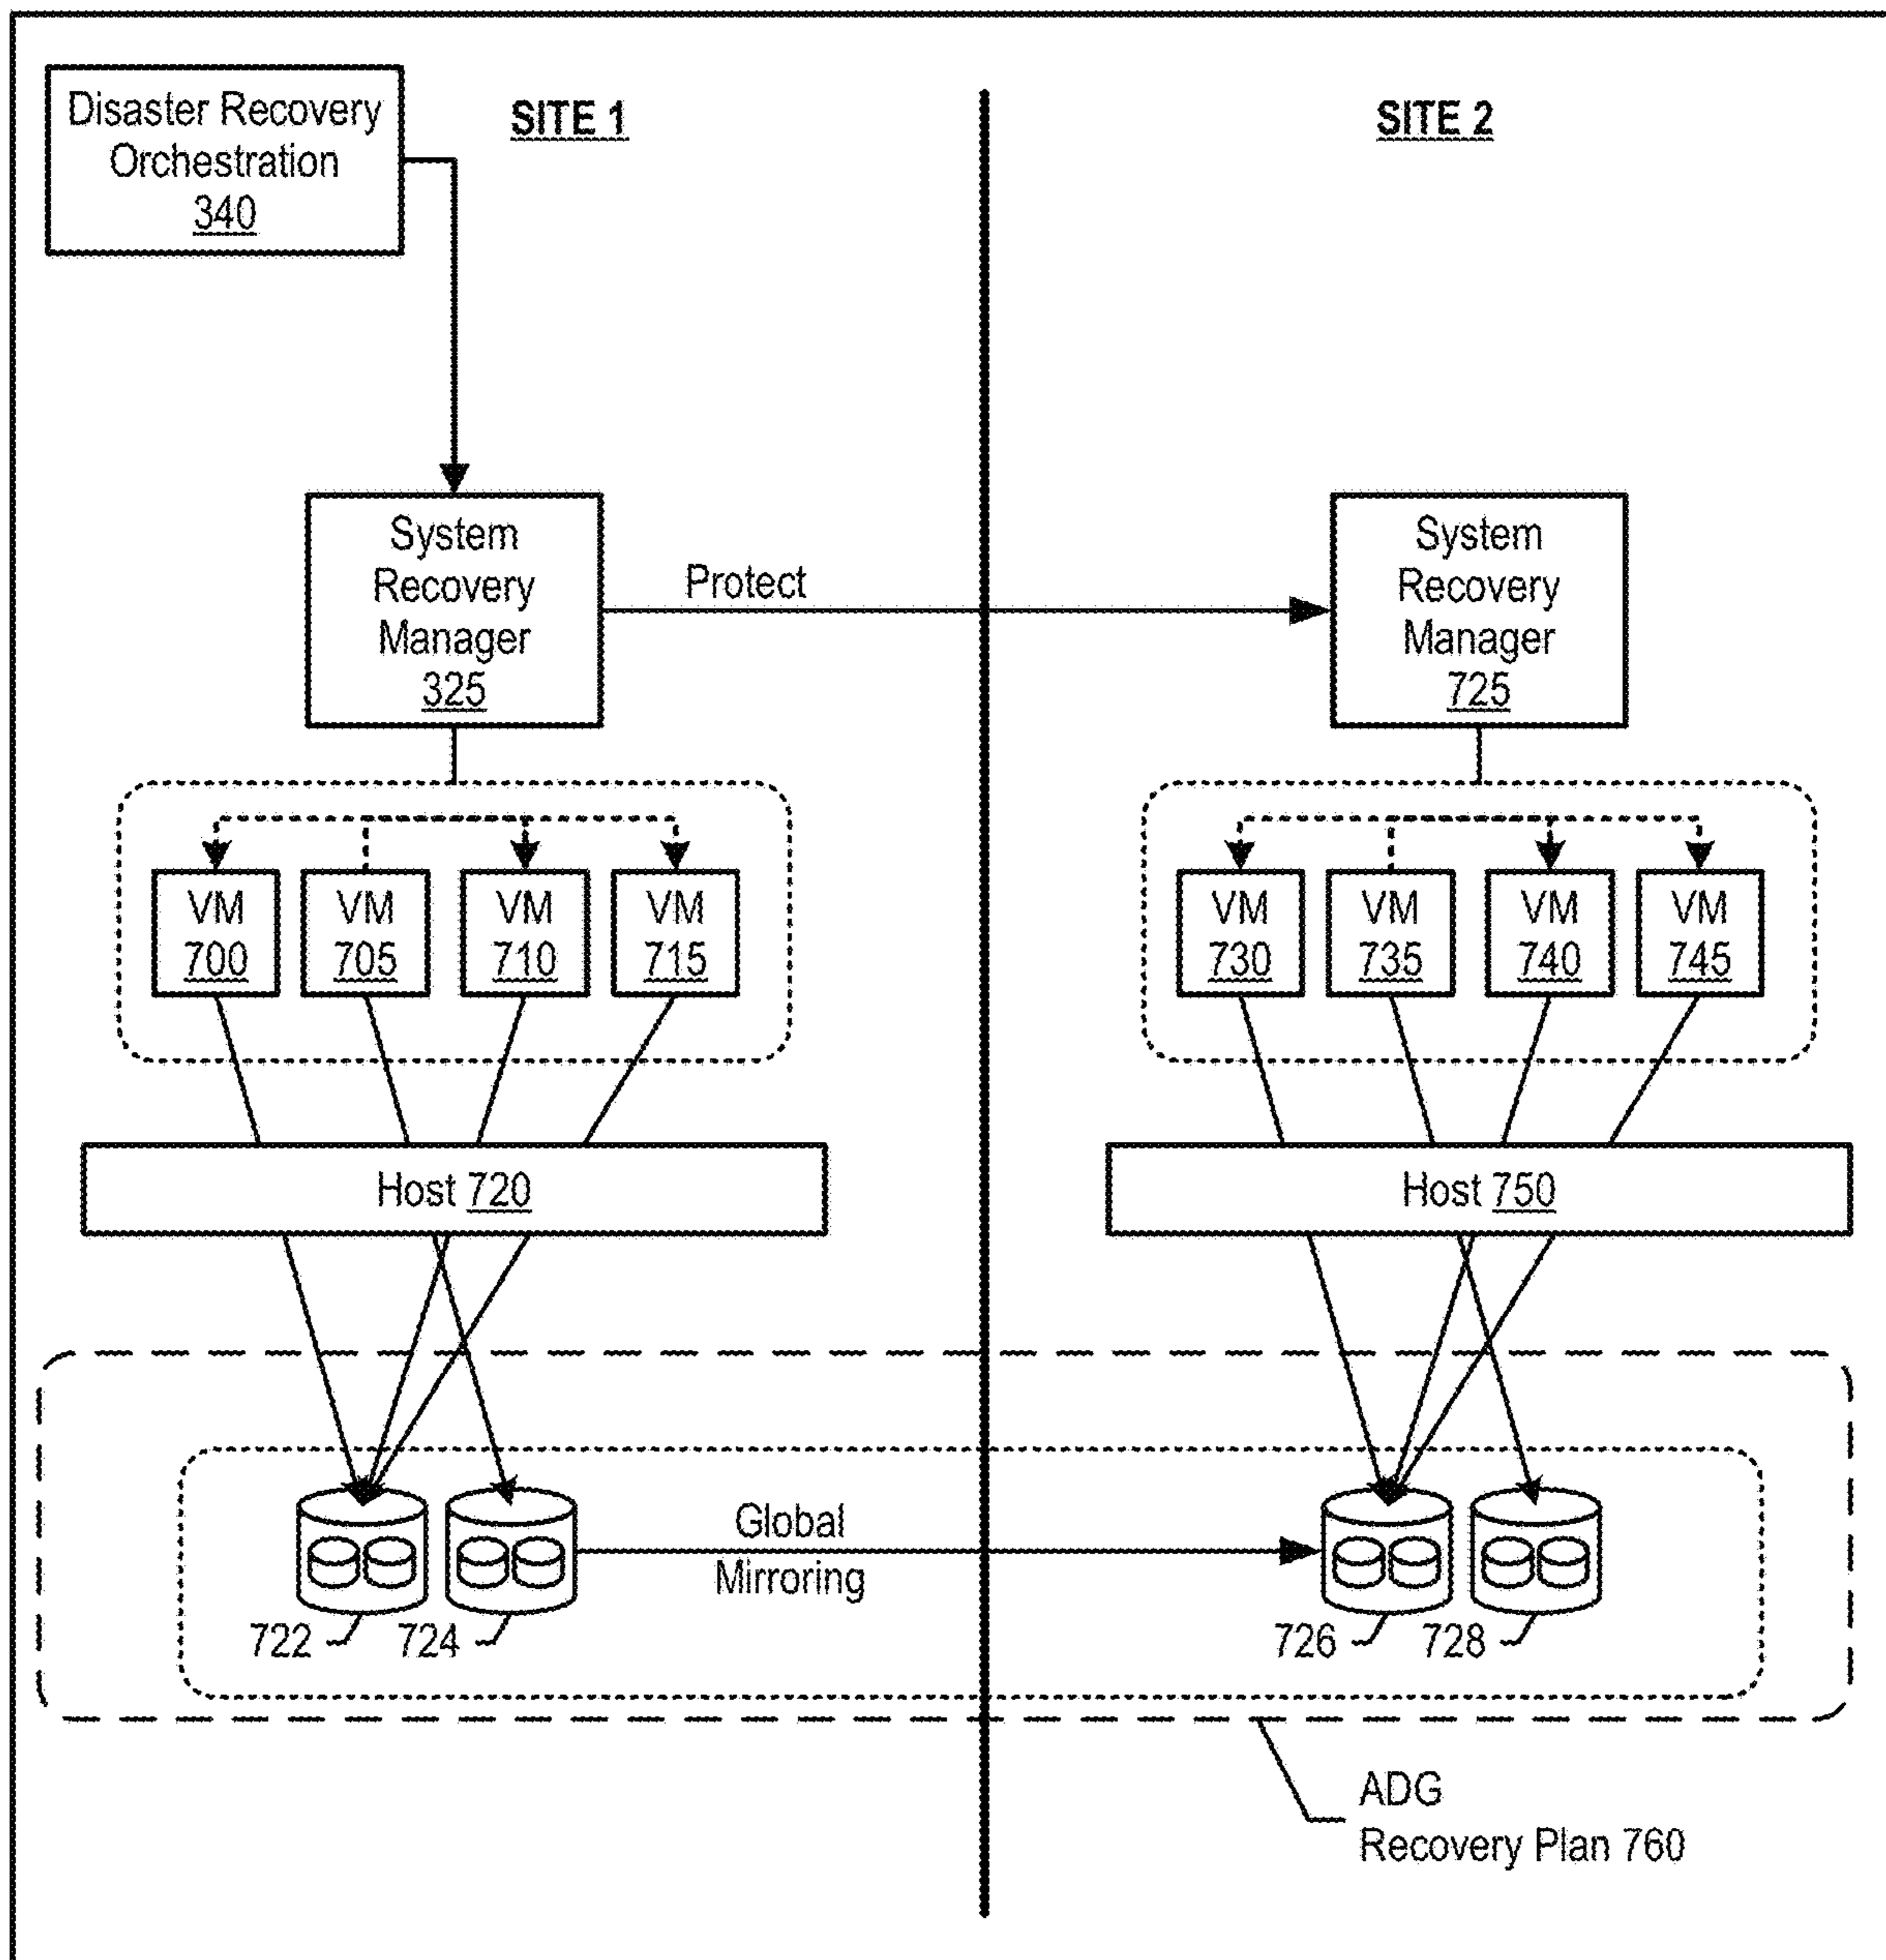 Disaster Recovery
Orchestration
340
SITE 1
SITE 2
System
Recovery
Manager
325
Protect
System
Recovery
Manager
725
VM
700
VM
705
VM
710
VM
715
VM
730
VM
735
VM
740
VM
745
Host 720
Host 750
Global
Mirroring
722
724
726
728
ADG
Recovery Plan 760